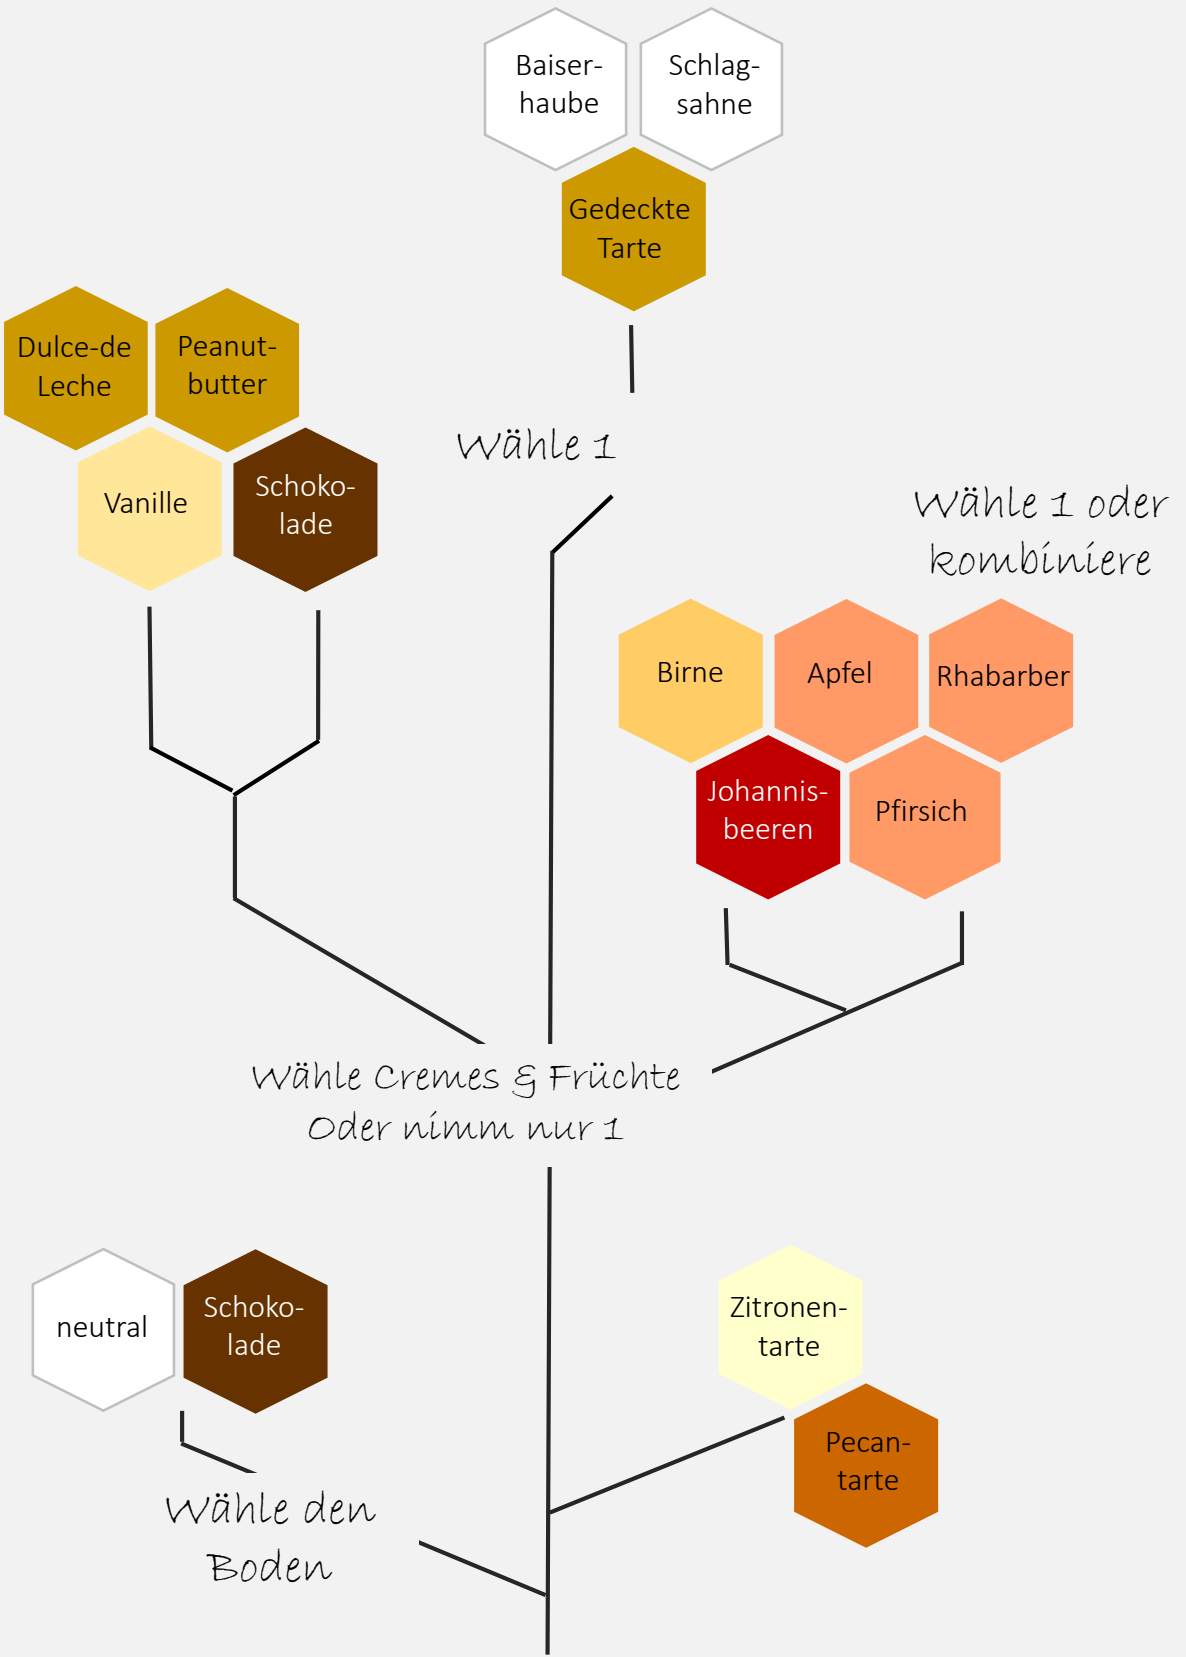 Baiser-
haube
Schlag-
sahne
Gedeckte
Tarte
Dulce-de
Leche
Peanut-
butter
Vanille
Schoko-
lade
Wähle 1
Wähle 1 oder
kombiniere
Birne
Apfel
Rhabarber
Johannis-
beeren
Pfirsich
Wähle Cremes & Früchte
Oder nimm nur 1
neutral
Schoko-
lade
Zitronen-
tarte
Pecan-
tarte
Wähle den
Boden